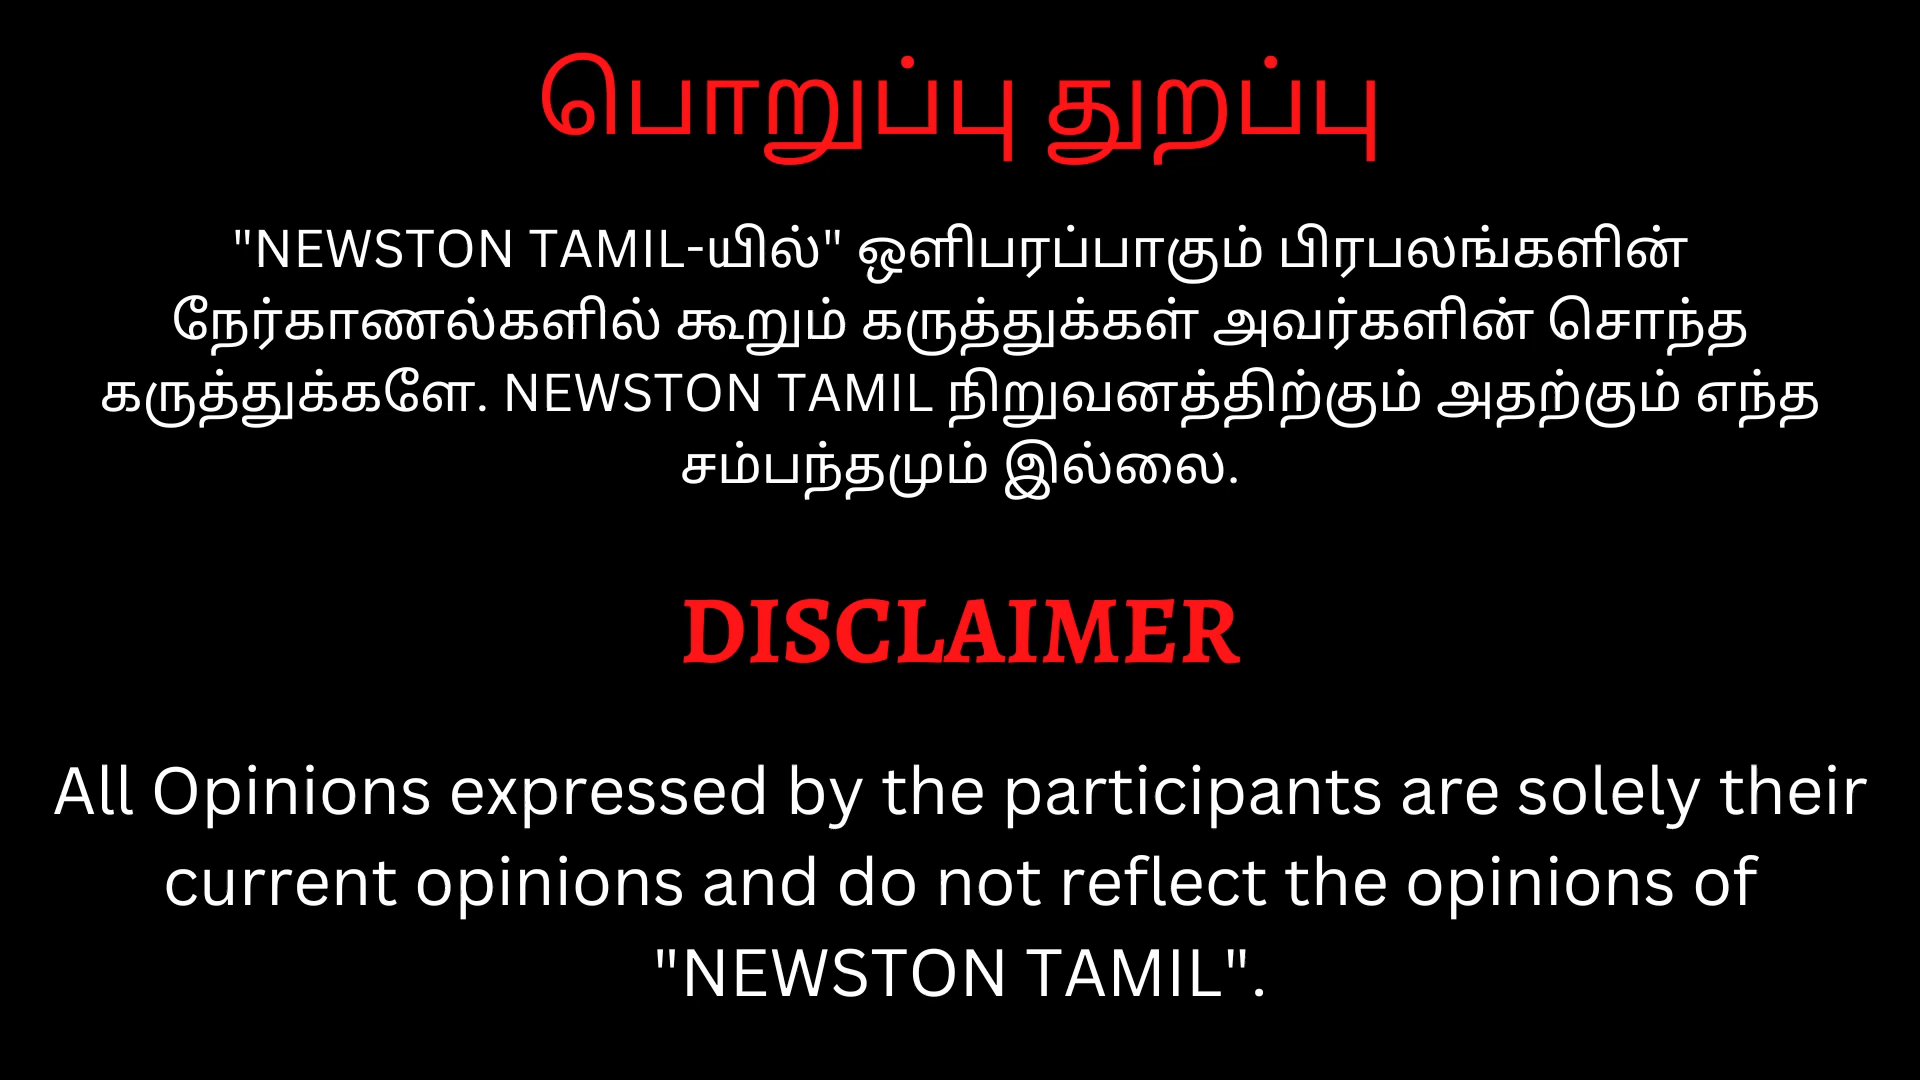 பொறுப்பு துறப்பு
"NEWSTON TAMIL-யில்" ஒளிபரப்பாகும் பிரபலங்களின்
நேர்காணல்களில் கூறும் கருத்துக்கள் அவர்களின் சொந்த
கருத்துக்களே. NEWSTON TAMIL நிறுவனத்திற்கும் அதற்கும் எந்த
சம்பந்தமும் இல்லை.
DISCLAIMER
All Opinions expressed by the participants are solely their
current opinions and do not reflect the opinions of
"NEWSTON TAMIL".